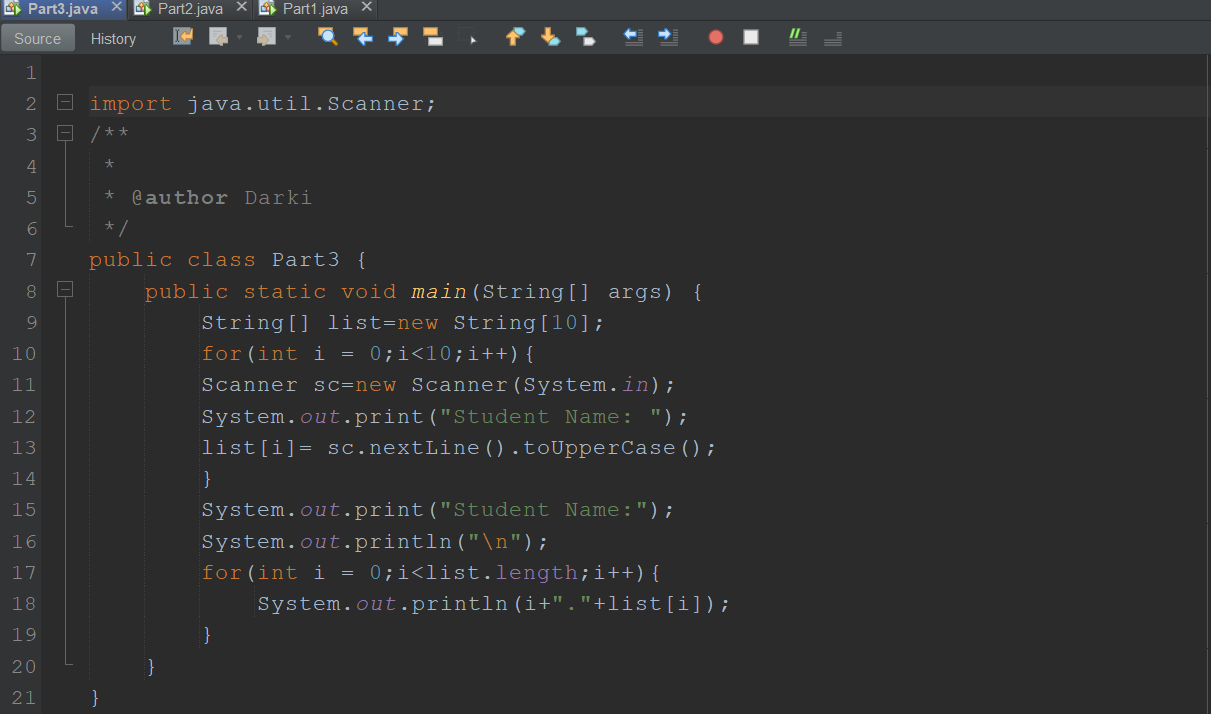 Part3.java Part2.java Part1.java
Source History
1
2 import java.util.Scanner;
3 /**
4 *
5 * @author Darki
6 */
7 public class Part3 {
8 public static void main(String[] args) {
9 String[] list=new String[10];
10 for(int i = 0;i<10;i++){
11 Scanner sc=new Scanner(System.in);
12 System.out.print("Student Name: ");
13 list[i]= sc.nextLine().toUpperCase();
14 }
15 System.out.print("Student Name:");
16 System.out.println("\n");
17 for(int i = 0;i<list.length;i++){
18 System.out.println(i+"."+list[i]);
19 }
20 }
21 }